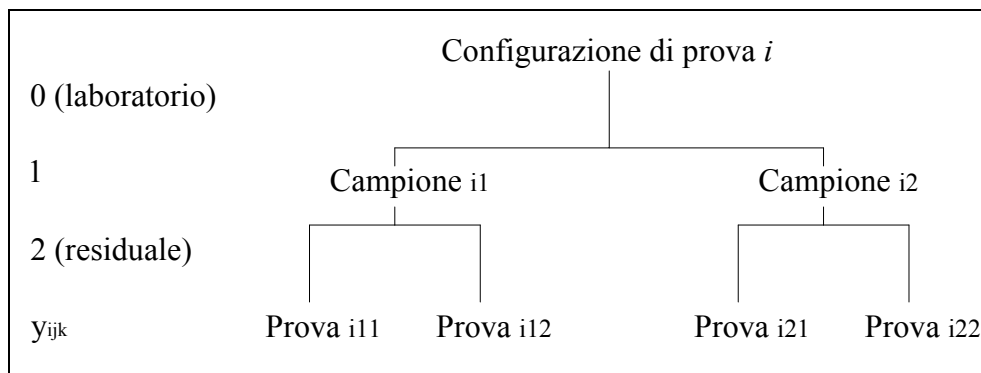 Configurazione di prova i
0 (laboratorio)
1
Campione i1 Campione i2
2 (residuale)
yijk Prova i11 Prova i12 Prova i21 Prova i22